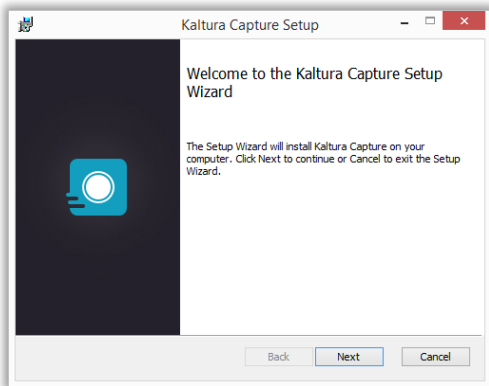 Kaltura Capture Setup
Welcome to the Kaltura Capture Setup
Wizard
The Setup Wizard will install Kaltura Capture on your
computer. Click Next to continue or Cancel to exit the Setup
Wizard.
Back Next Cancel